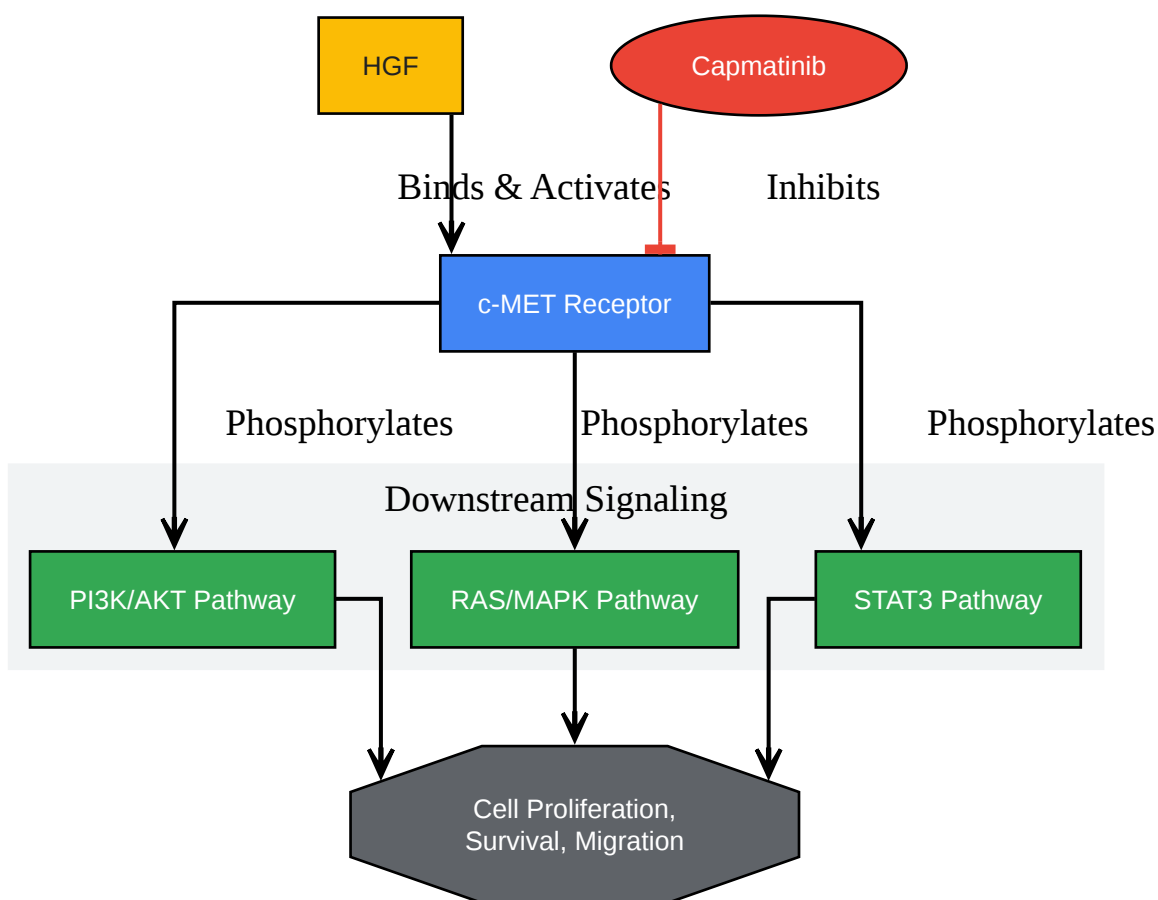 HGF
Capmatinib
Binds & Activates
Inhibits
c-MET Receptor
Phosphorylates
Phosphorylates
Phosphorylates
Downstream Signaling
PI3K/AKT Pathway
RAS/MAPK Pathway
STAT3 Pathway
Cell Proliferation,
Survival, Migration